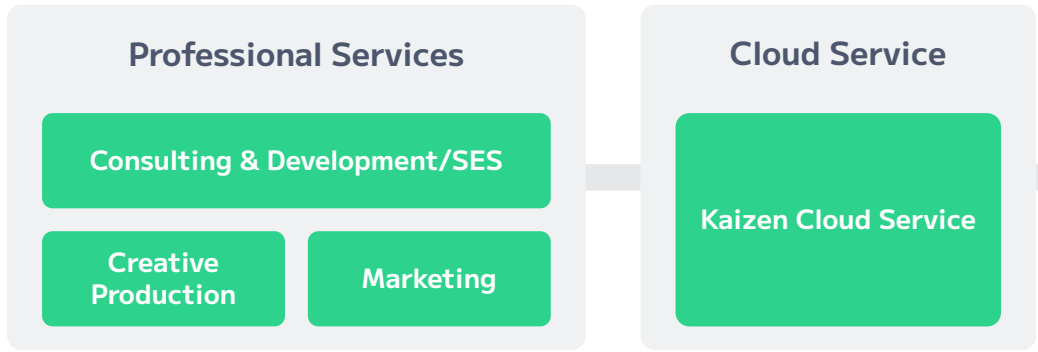 Professional Services
Consulting & Development/SES
Creative
Production
Marketing
Cloud Service
Kaizen Cloud Service